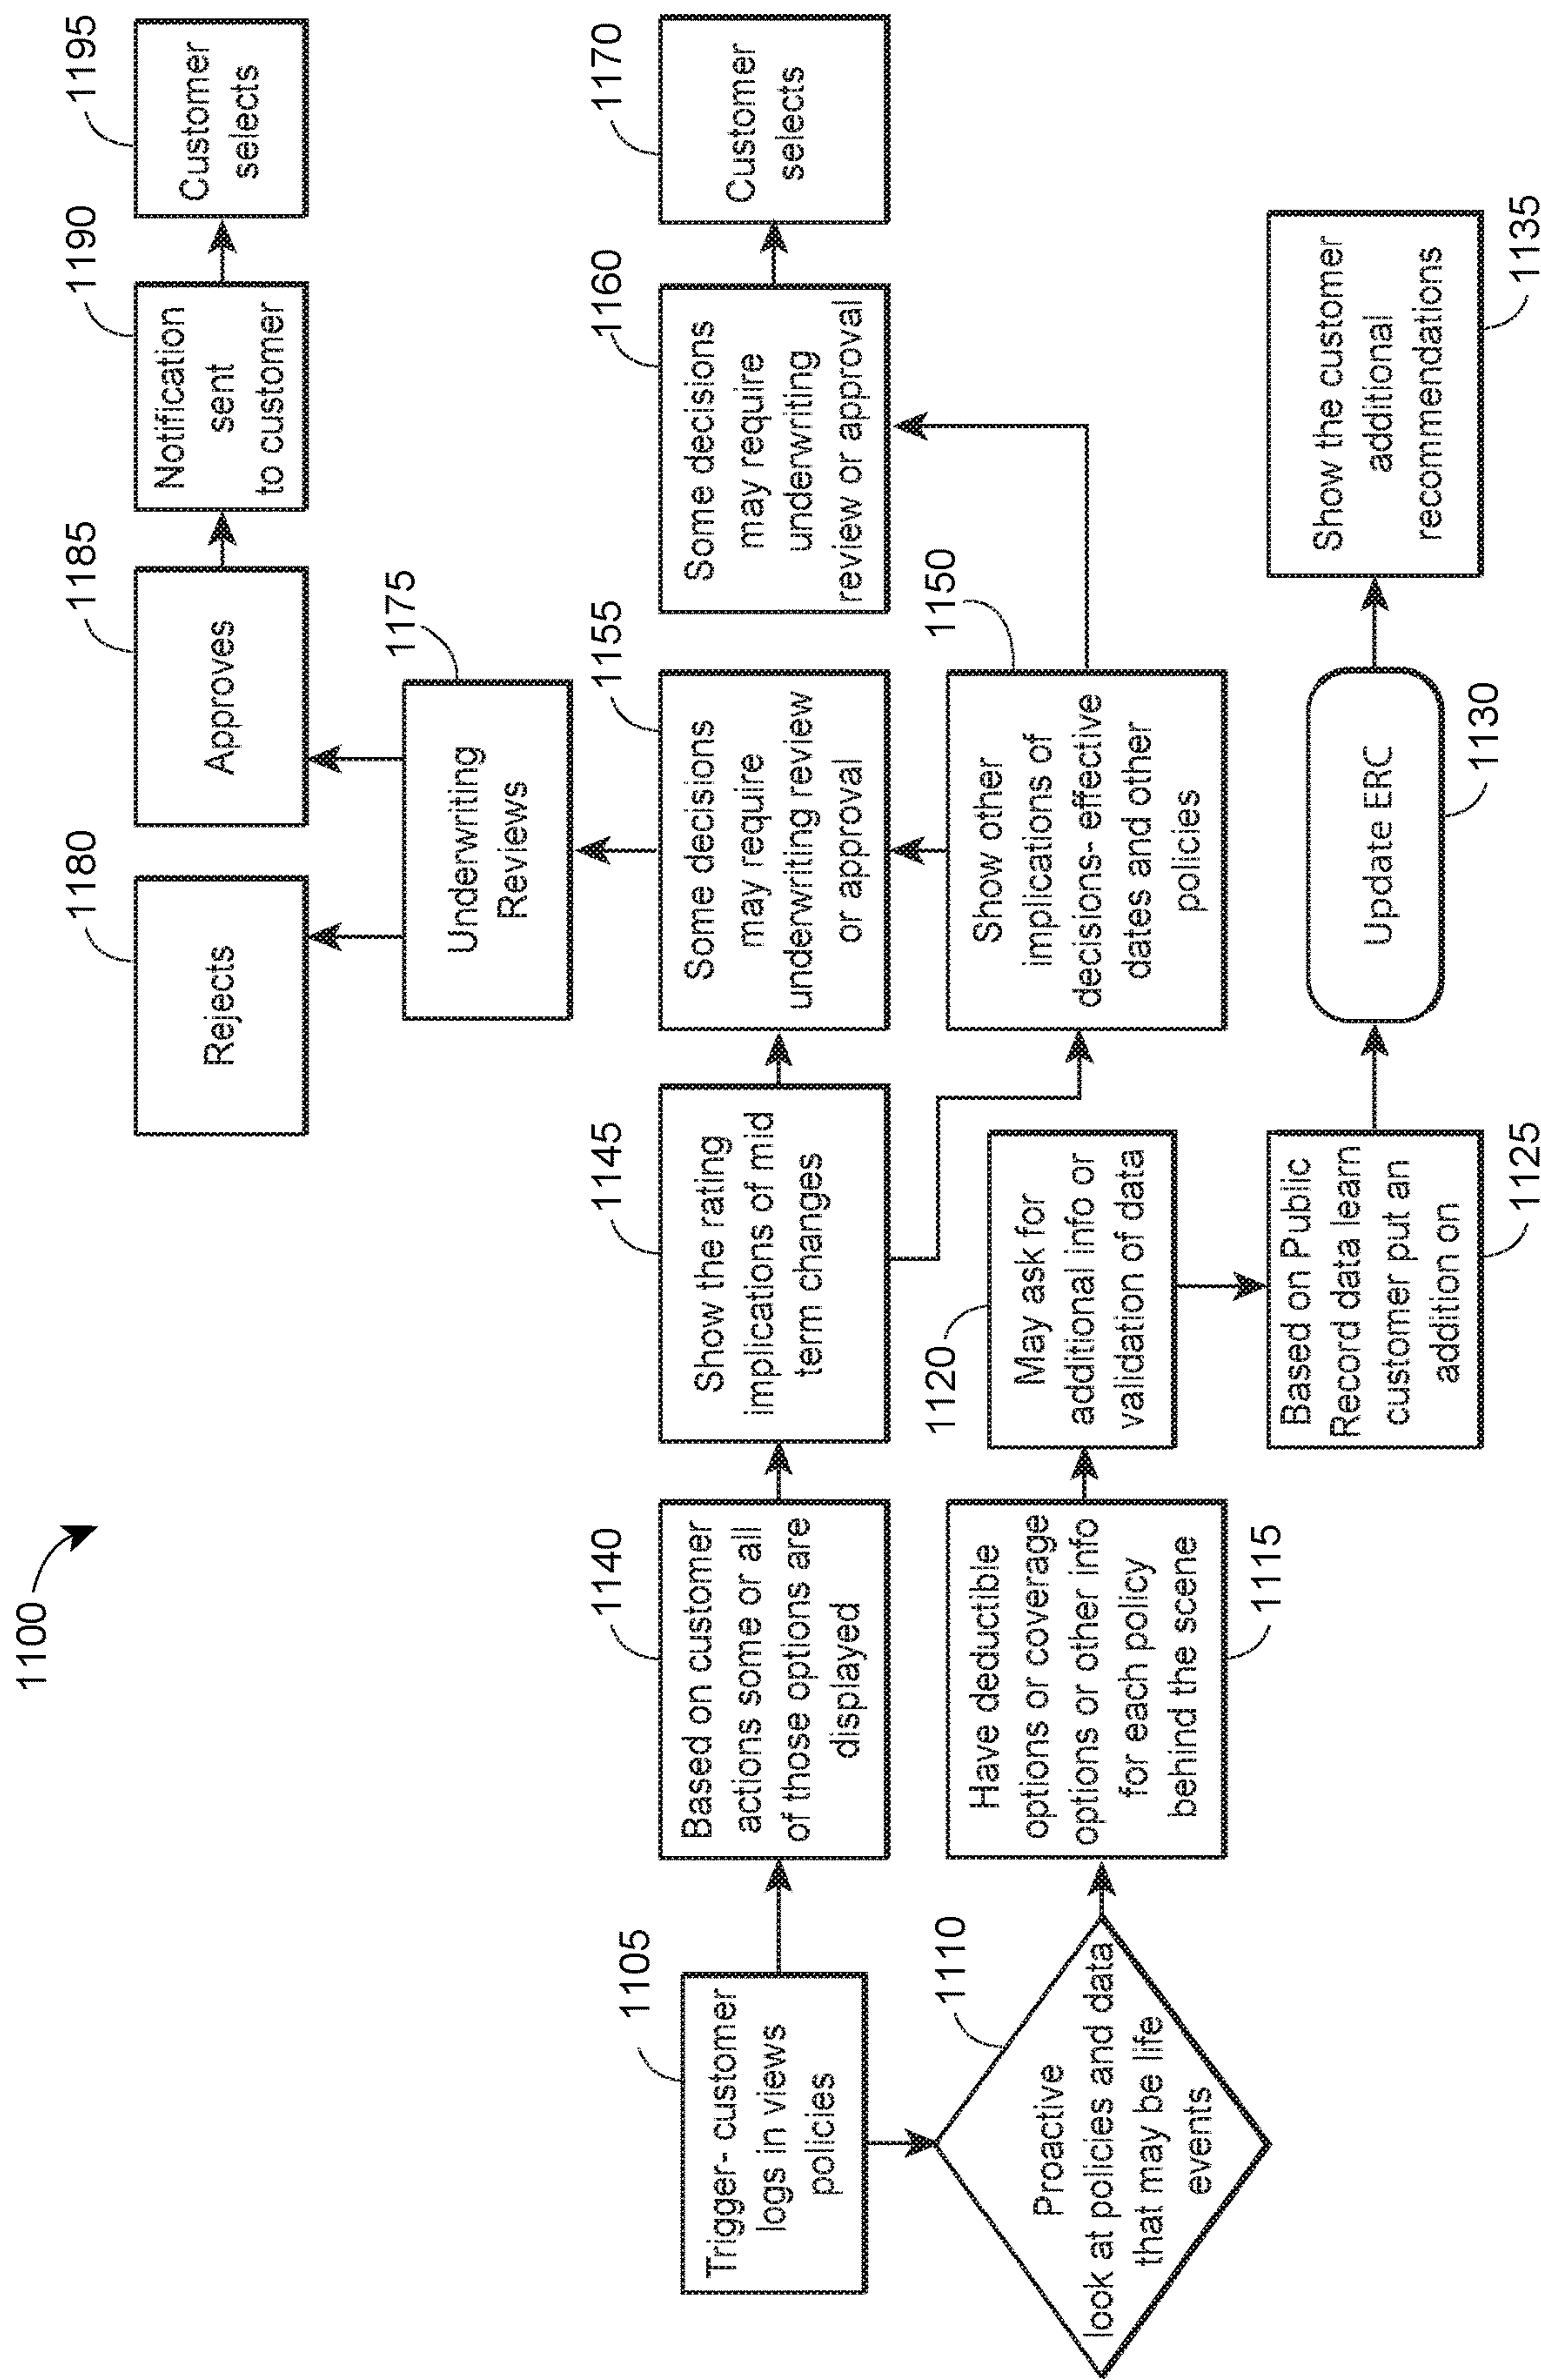 1100
1105
Trigger- customer
logs in views
policies
1110
Proactive
look at policies and data
that may be life
events
1115
Have deductible
options or coverage
options or other info
for each policy
behind the scene
1120
May ask for
additional info or
validation of data
1125
Based on Public
Record data learn
customer put an
addition on
1130
Update ERC
1135
Show the customer
additional
recommendations
1140
Based on customer
actions some or all
of those options are
displayed
1145
Show the rating
implications of mid
term changes
1150
Show other
implications of
decisions- effective
dates and other
policies
1155
Some decisions
may require
underwriting review
or approval
1160
Some decisions
may require
underwriting
review or approval
1170
Customer
selects
1175
Underwriting
Reviews
1180
Rejects
1185
Approves
1190
Notification
sent
to customer
1195
Customer
selects